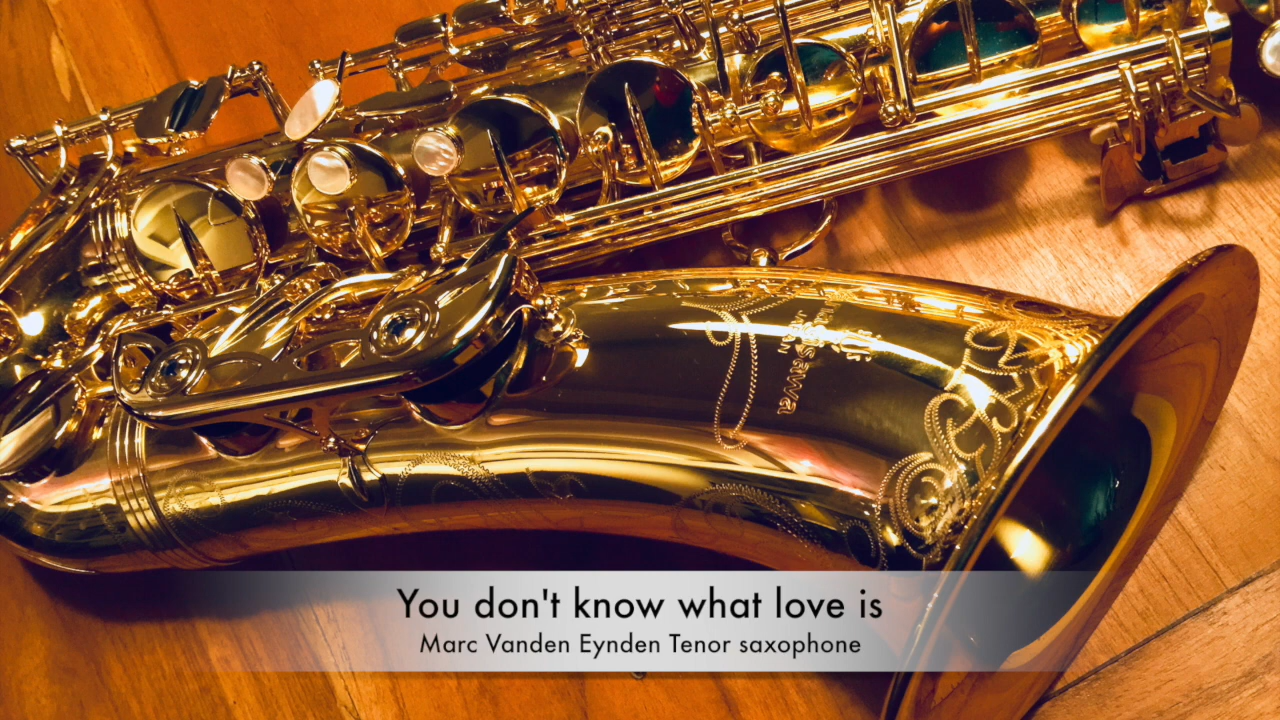 You don't know what love is
Marc Vanden Eynden Tenor saxophone